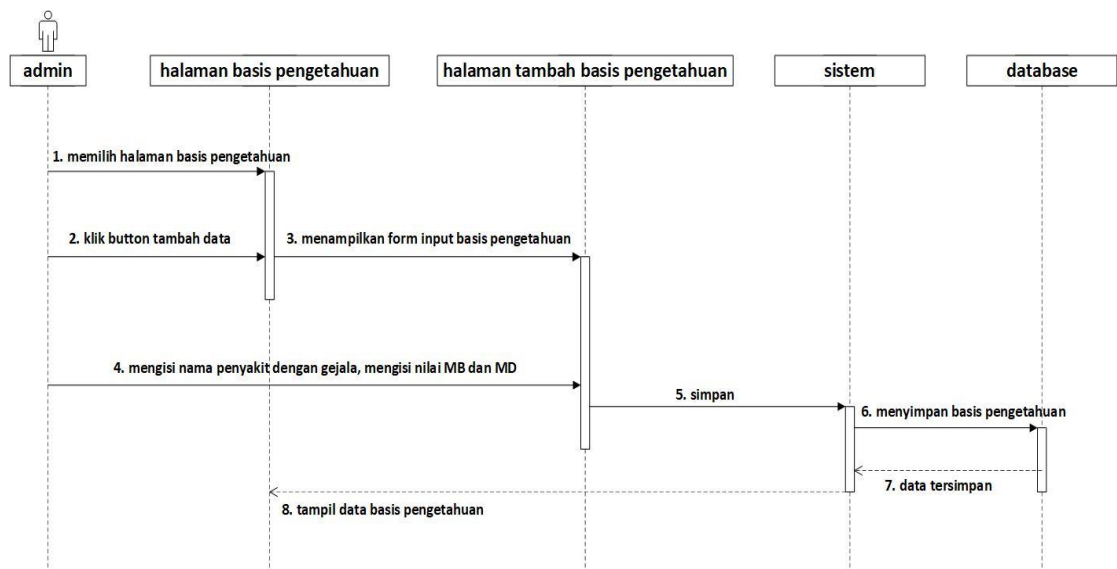 admin
halaman basis pengetahuan
halaman tambah basis pengetahuan
sistem
database
1. memilih halaman basis pengetahuan
2. klik button tambah data
3. menampilkan form input basis pengetahuan
4. mengisi nama penyakit dengan gejala, mengisi nilai MB dan MD
5. simpan
6. menyimpan basis pengetahuan
7. data tersimpan
8. tampil data basis pengetahuan